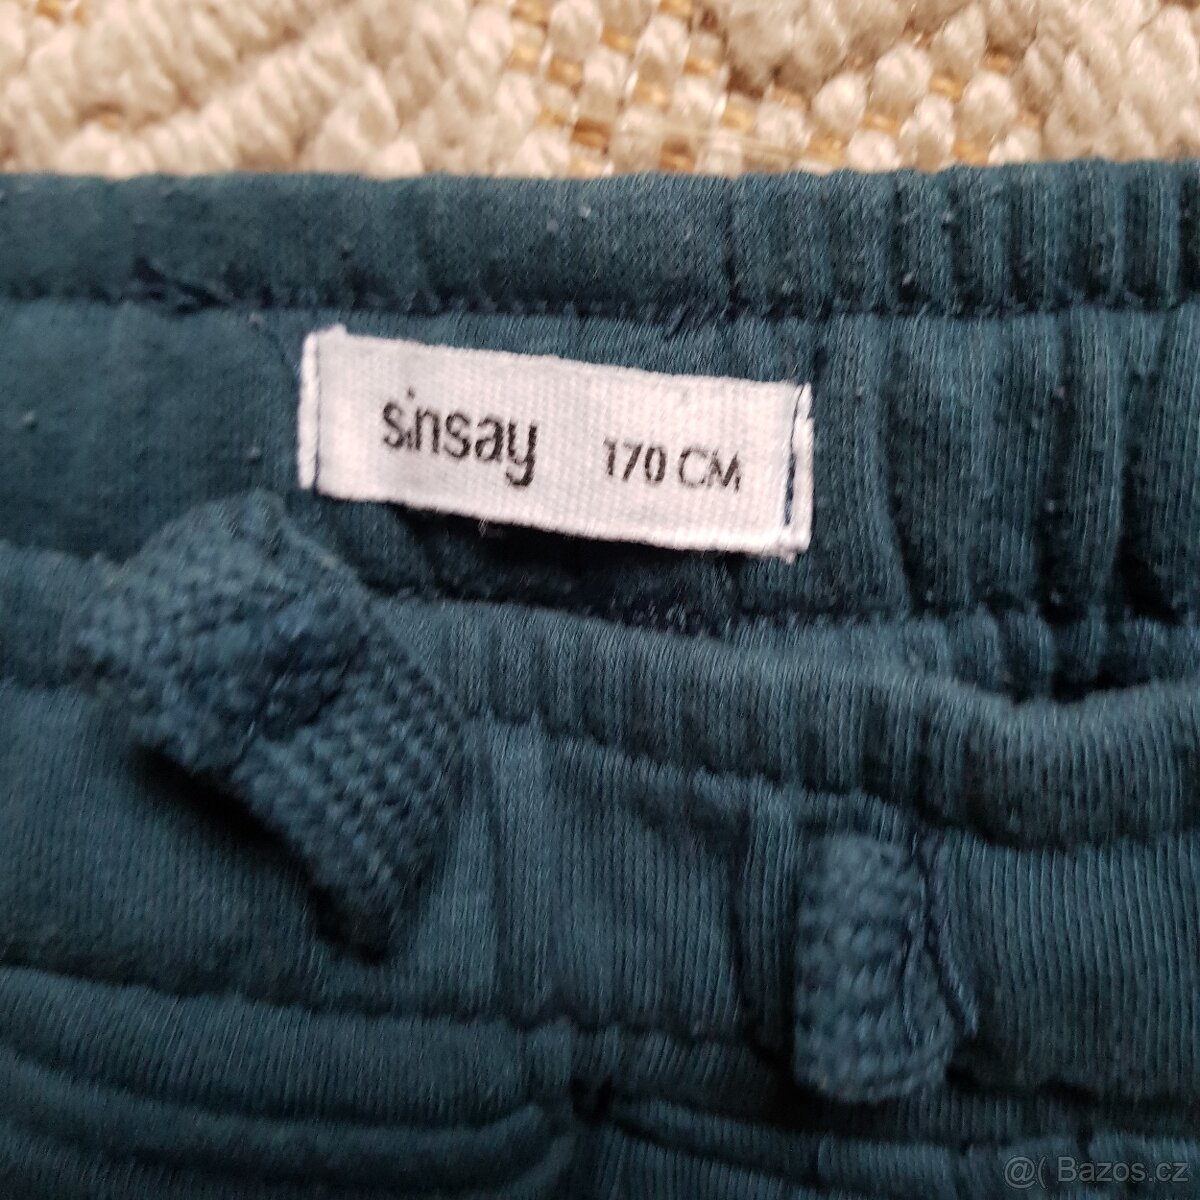 sinsay 170 CM
@( Bazos.cz